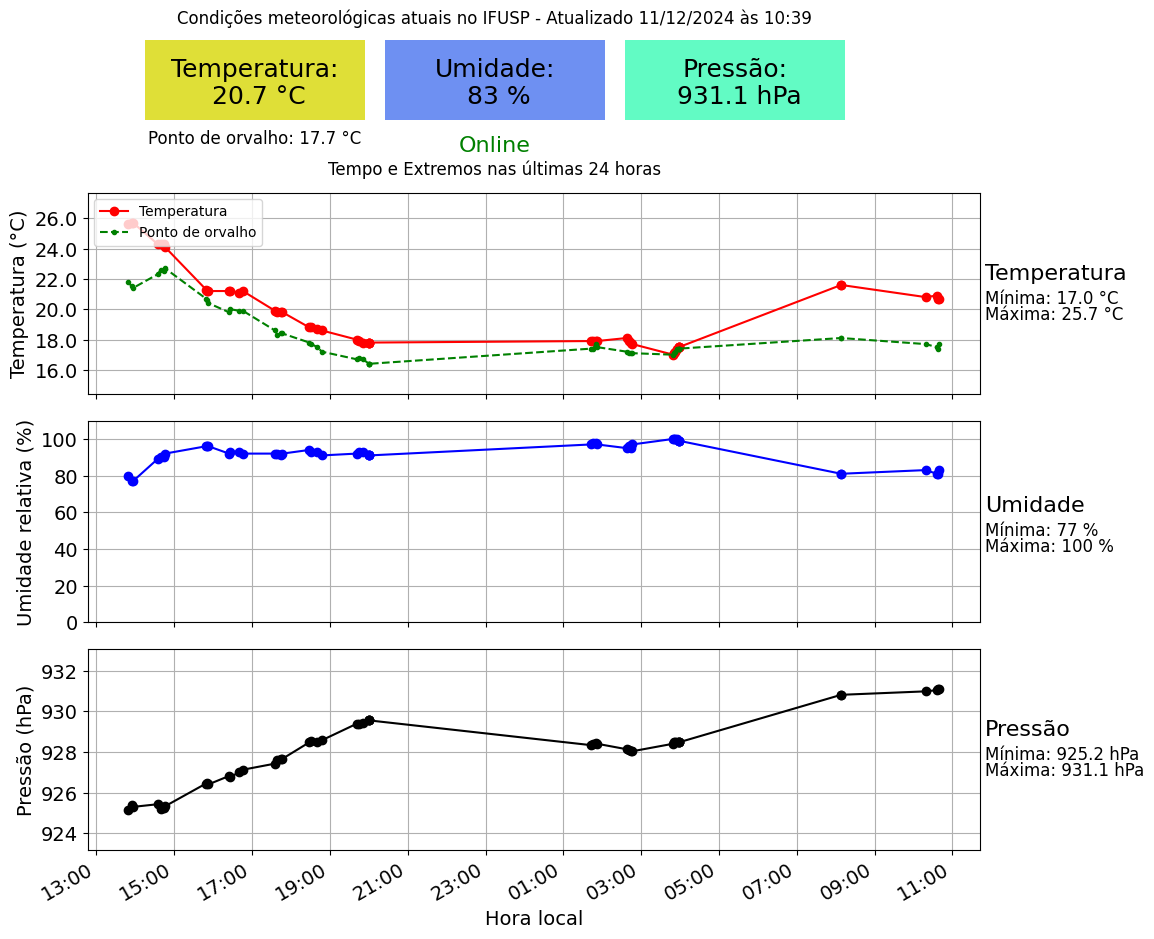 Condições meteorológicas atuais no IFUSP - Atualizado 11/12/2024 às 10:39
Temperatura:
20.7 °C
Umidade:
83 %
Pressão:
931.1 hPa
Ponto de orvalho: 17.7 °C
Online
Tempo e Extremos nas últimas 24 horas
Temperatura (°C)
26.0
24.0
22.0
20.0
18.0
16.0
Temperatura
Ponto de orvalho
Temperatura
Mínima: 17.0 °C
Máxima: 25.7 °C
Umidade relativa (%)
100
80
60
40
20
0
Umidade
Mínima: 77 %
Máxima: 100 %
Pressão (hPa)
932
930
928
926
924
Pressão
Mínima: 925.2 hPa
Máxima: 931.1 hPa
13:00 15:00 17:00 19:00 21:00 23:00 01:00 03:00 05:00 07:00 09:00 11:00
Hora local